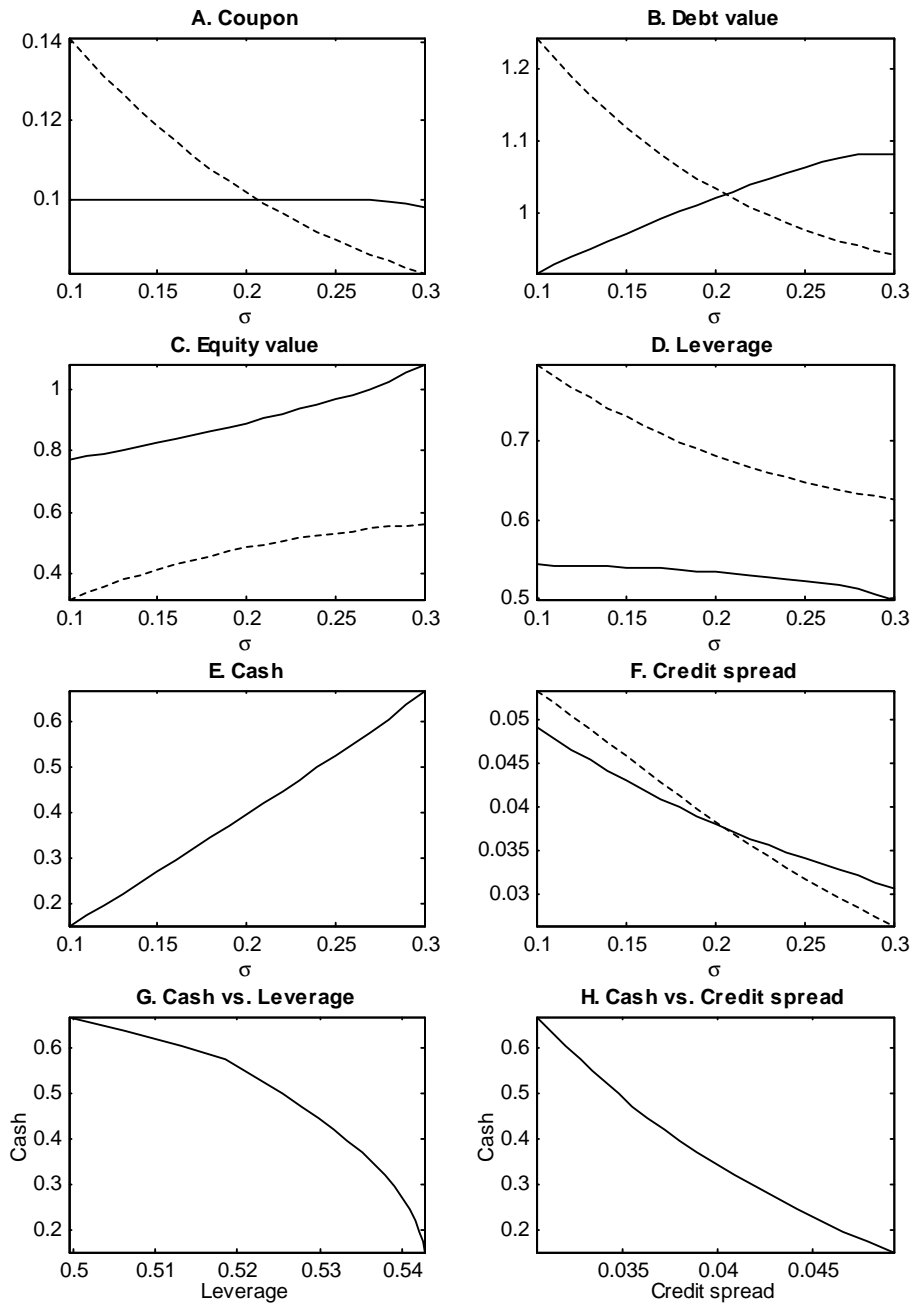 A. Coupon
0.14
0.12
0.1
0.1 0.15 0.2 0.25 0.3
σ
B. Debt value
1.2
1.1
1
0.1 0.15 0.2 0.25 0.3
σ
C. Equity value
1
0.8
0.6
0.4
0.1 0.15 0.2 0.25 0.3
σ
D. Leverage
0.7
0.6
0.5
0.1 0.15 0.2 0.25 0.3
σ
E. Cash
0.6
0.5
0.4
0.3
0.2
0.1 0.15 0.2 0.25 0.3
σ
F. Credit spread
0.05
0.045
0.04
0.035
0.03
0.1 0.15 0.2 0.25 0.3
σ
G. Cash vs. Leverage
0.6
0.5
0.4
0.3
0.2
Cash
0.5 0.51 0.52 0.53 0.54
Leverage
H. Cash vs. Credit spread
0.6
0.5
0.4
0.3
0.2
Cash
0.035 0.04 0.045
Credit spread